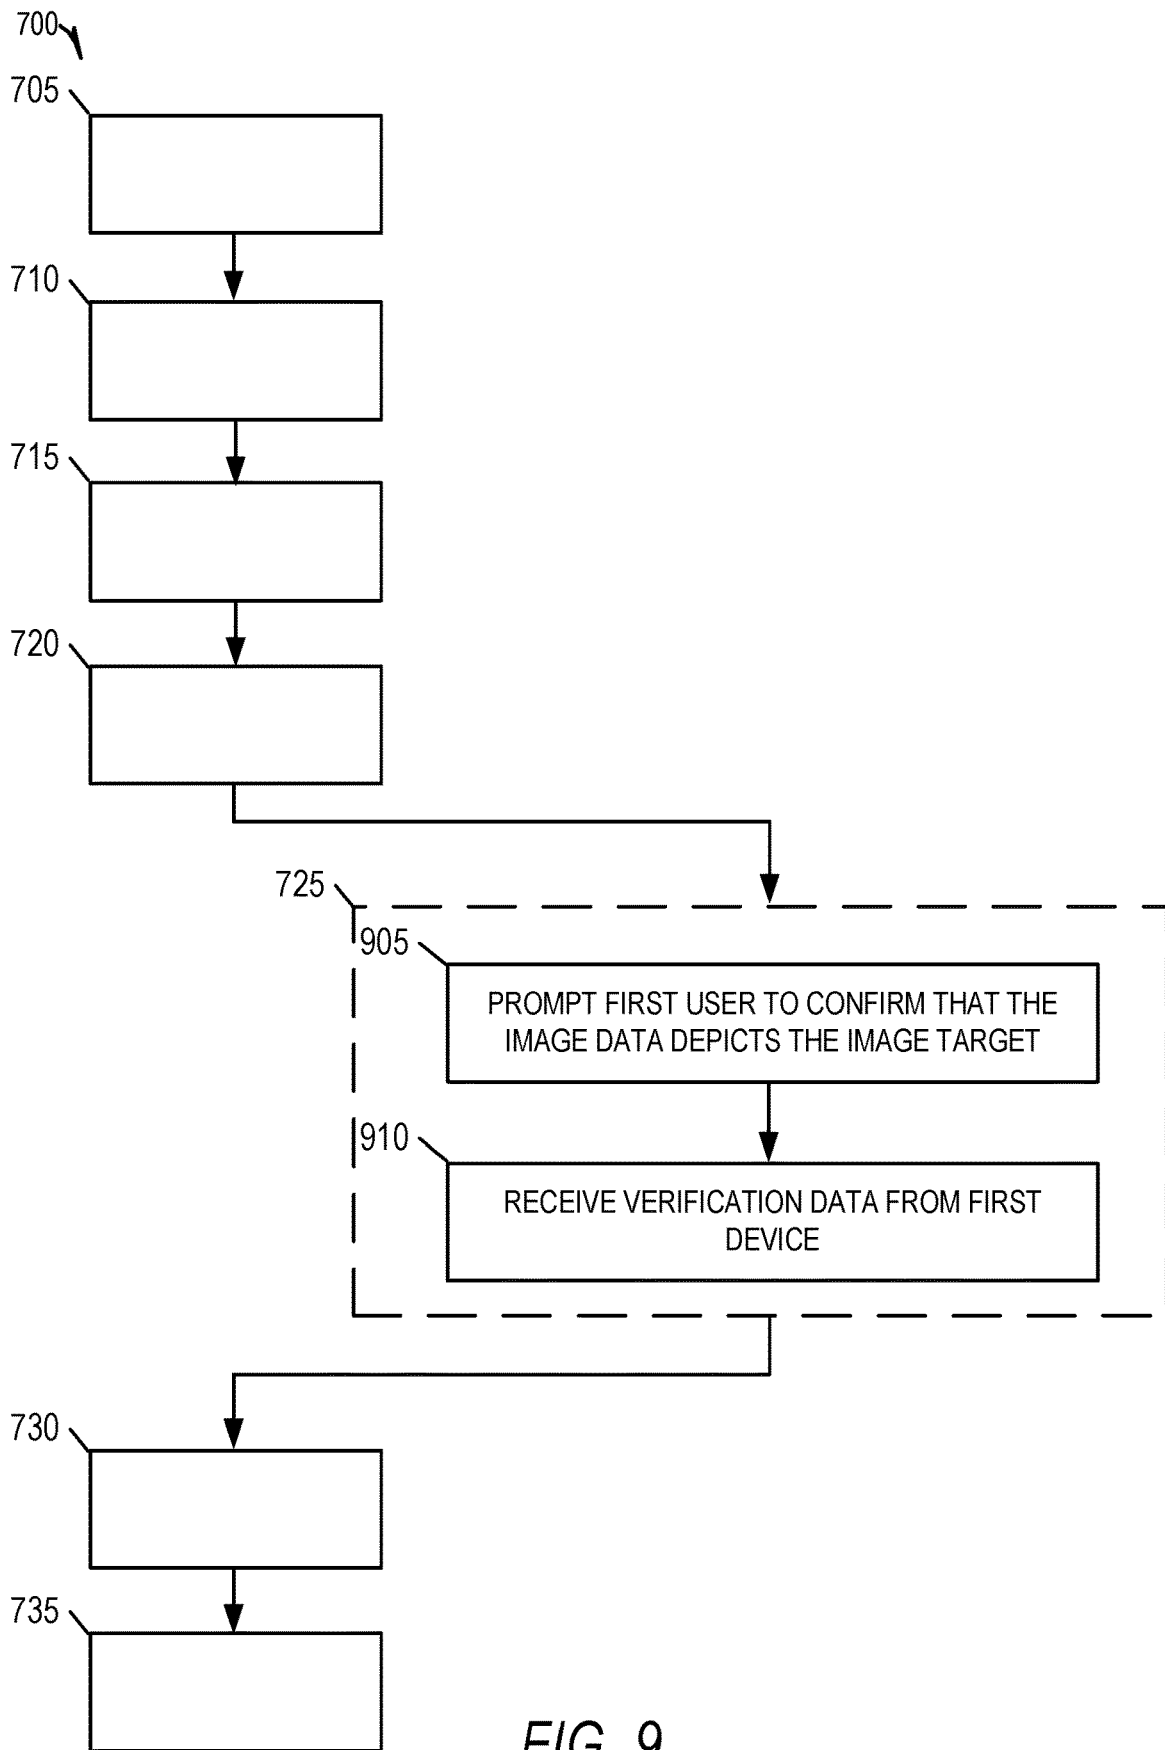 700
705
710
715
720
725
905
PROMPT FIRST USER TO CONFIRM THAT THE
IMAGE DATA DEPICTS THE IMAGE TARGET
910
RECEIVE VERIFICATION DATA FROM FIRST
DEVICE
730
735
FIG. 9